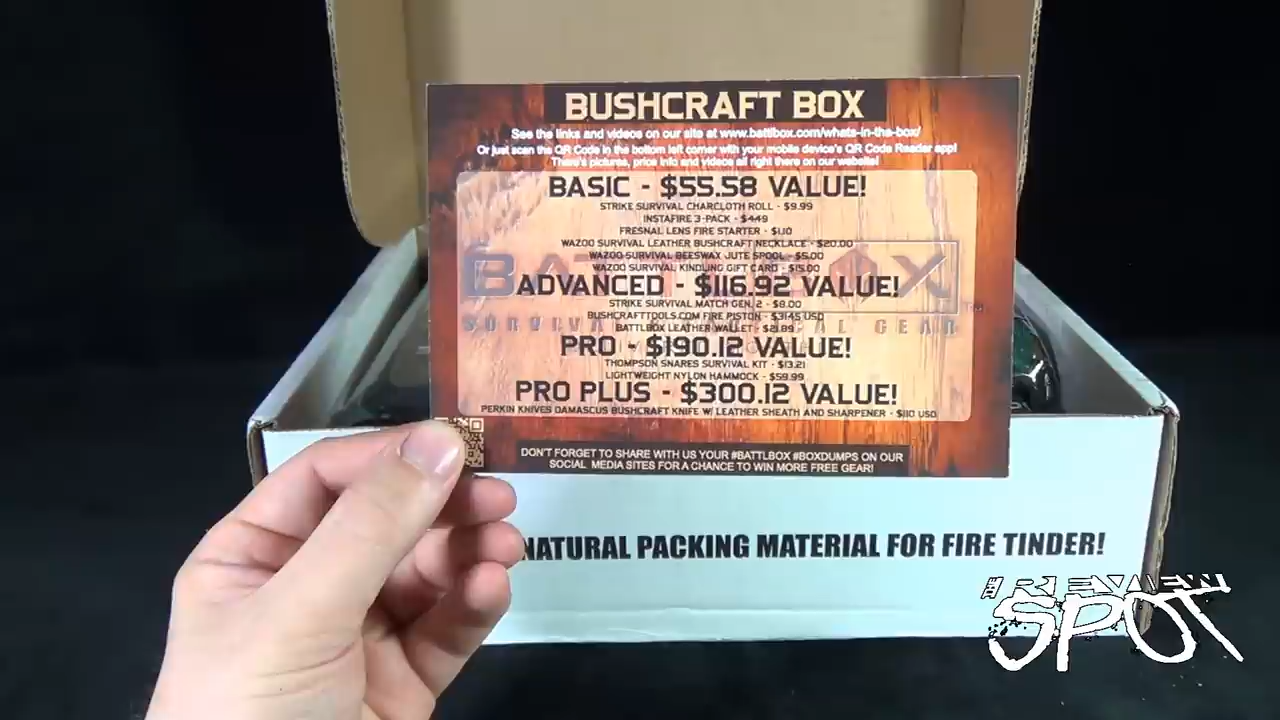 BUSHCRAFT BOX
See the links and videos on our site at www.battlbox.com/whats-in-the-box/
Or just scan the QR Code in the bottom left corner with your mobile device's QR Code Reader app!
There's pictures, price info and videos all right there on our website!
BASIC - $55.58 VALUE!
STRIKE SURVIVAL CHARCLOTH ROLL - $9.99
INSTAFIRE 3-PACK - $4.49
FRESNAL LENS FIRE STARTER - $1.10
WAZOO SURVIVAL LEATHER BUSHCRAFT NECKLACE - $20.00
WAZOO SURVIVAL BEESWAX JUTE SPOOL - $5.00
WAZOO SURVIVAL KINDLING GIFT CARD - $15.00
ADVANCED - $116.92 VALUE!
STRIKE SURVIVAL MATCH GEN. 2 - $8.00
BUSHCRAFTTOOLS.COM FIRE PISTON - $31.45 USD
BATTLBOX LEATHER WALLET - $21.89
PRO - $190.12 VALUE!
THOMPSON SNARES SURVIVAL KIT - $13.21
LIGHTWEIGHT NYLON HAMMOCK - $59.99
PRO PLUS - $300.12 VALUE!
PERKIN KNIVES DAMASCUS BUSHCRAFT KNIFE W/ LEATHER SHEATH AND SHARPENER - $110 USD
DON'T FORGET TO SHARE WITH US YOUR #BATTLBOX #BOXDUMPS ON OUR
SOCIAL MEDIA SITES FOR A CHANCE TO WIN MORE FREE GEAR!
NATURAL PACKING MATERIAL FOR FIRE TINDER!
THE REVIEW
SPOT